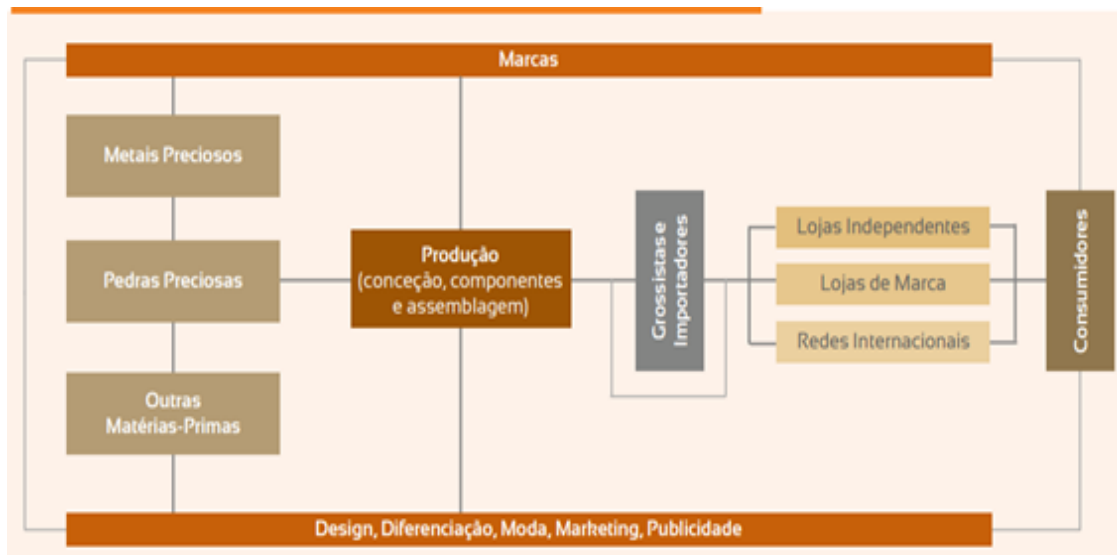 Marcas
Metais Preciosos
Pedras Preciosas
Outras
Matérias-Primas
Produção
(conceção, componentes
e assemblagem)
Grossistas e
Importadores
Lojas Independentes
Lojas de Marca
Redes Internacionais
Consumidores
Design, Diferenciação, Moda, Marketing, Publicidade